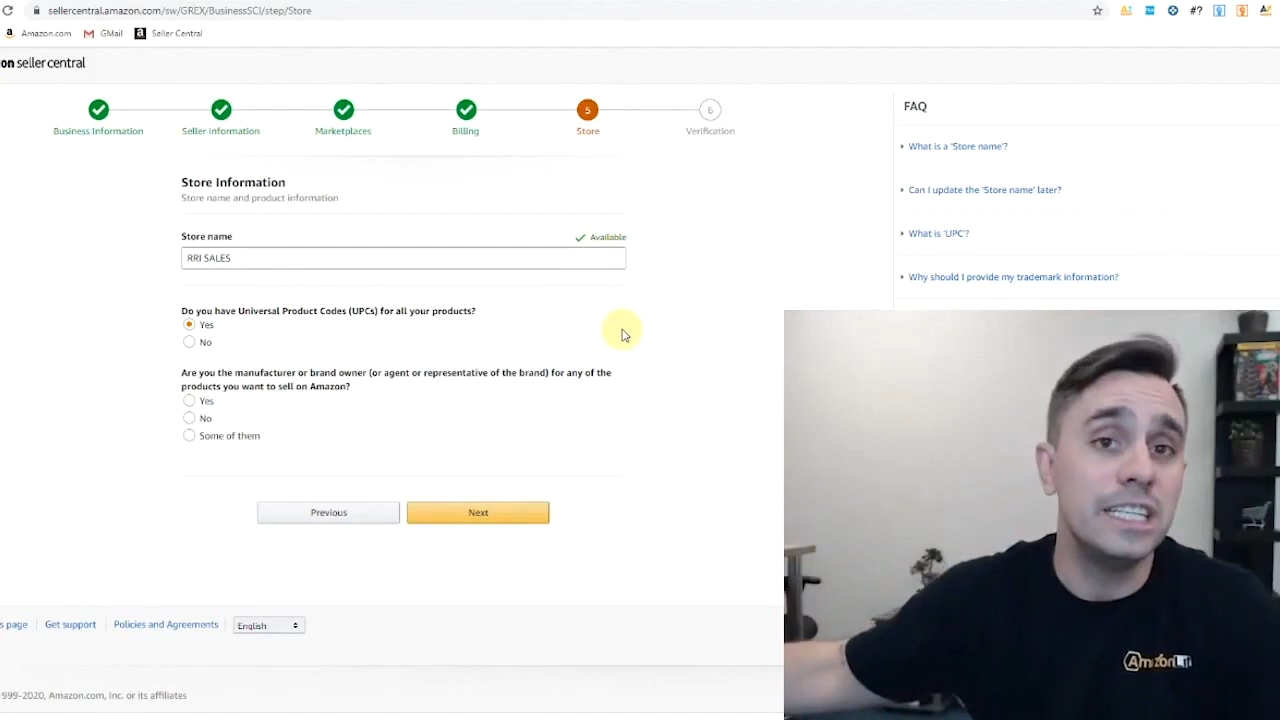 sellercentral.amazon.com/sw/GREX/BusinessSCI/step/Store
#?
Amazon.com
GMail
Seller Central
on seller central
Business Information
Seller Information
Marketplaces
Billing
5
Store
6
Verification
Store Information
Store name and product information
Store name
Available
RRI SALES
Do you have Universal Product Codes (UPCs) for all your products?
Yes
No
Are you the manufacturer or brand owner (or agent or representative of the brand) for any of the
products you want to sell on Amazon?
Yes
No
Some of them
Previous
Next
FAQ
What is a 'Store name'?
Can I update the 'Store name' later?
What is 'UPC'?
Why should I provide my trademark information?
s page
Get support
Policies and Agreements
English
999-2020, Amazon.com, Inc. or its affiliates